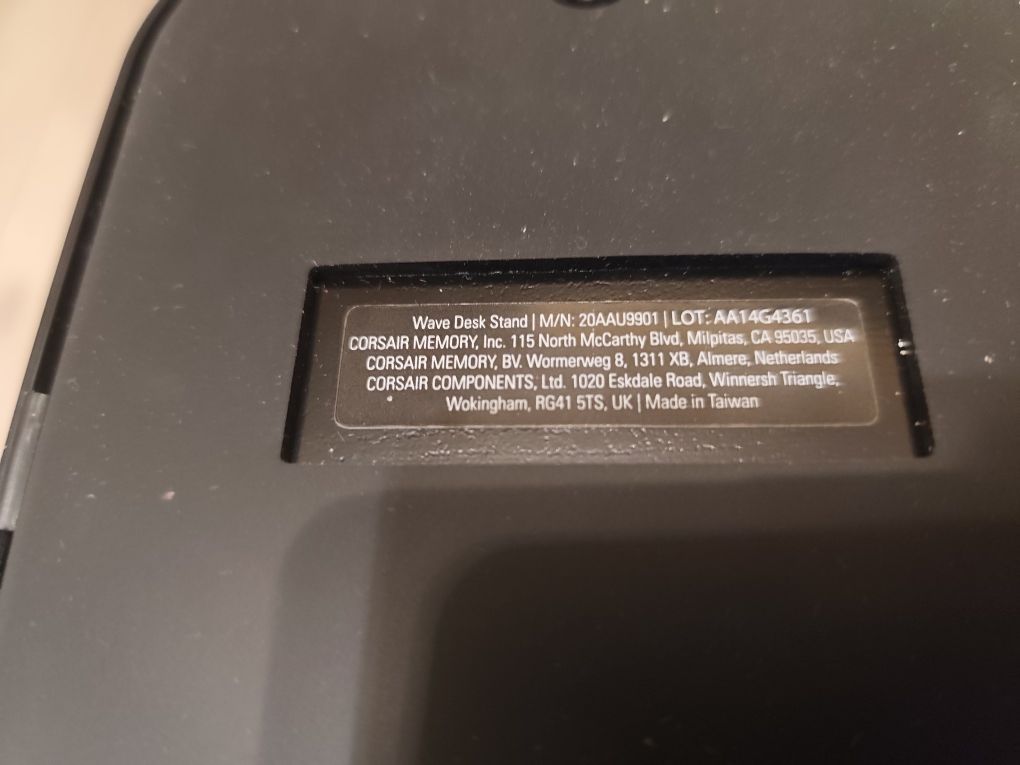 Wave Desk Stand | M/N: 20AAU9901 | LOT: AA14G4361
CORSAIR MEMORY, Inc. 115 North McCarthy Blvd, Milpitas, CA 95035, USA
CORSAIR MEMORY, BV. Wormerweg 8, 1311 XB, Almere, Netherlands
CORSAIR COMPONENTS, Ltd. 1020 Eskdale Road, Winnersh Triangle,
Wokingham, RG41 5TS, UK | Made in Taiwan